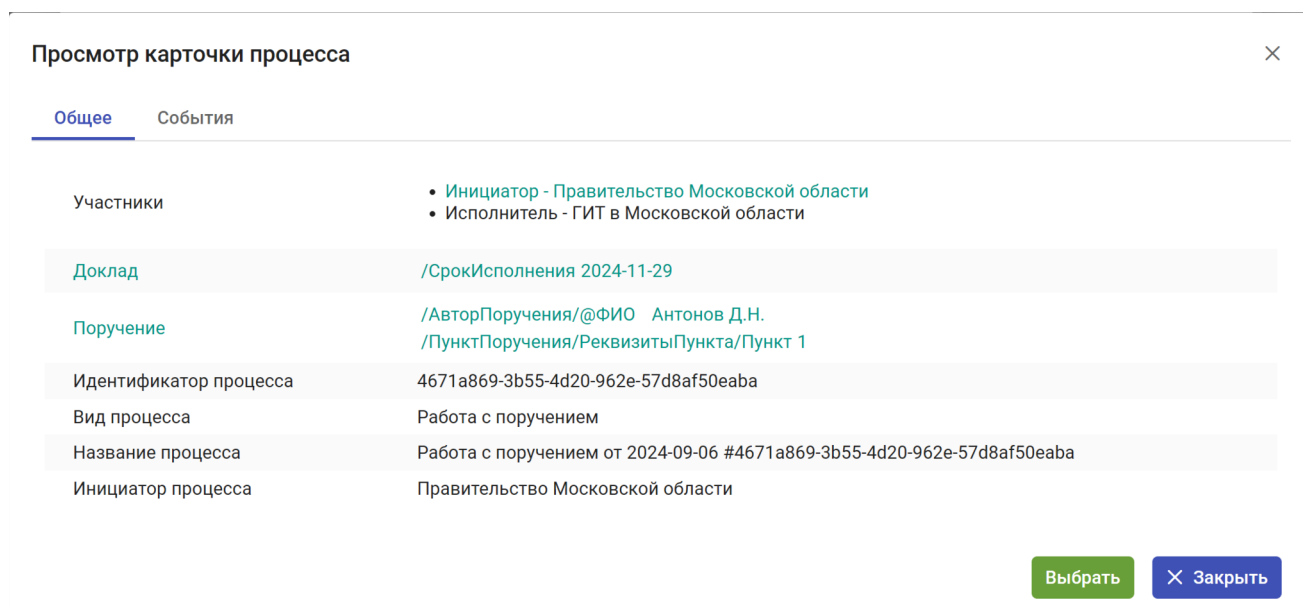 Просмотр карточки процесса
Общее События
Участники
• Инициатор - Правительство Московской области
• Исполнитель - ГИТ в Московской области
Доклад /СрокИсполнения 2024-11-29
Поручение
/АвторПоручения/@ФИО Антонов Д.Н.
/ПунктПоручения/РеквизитыПункта/Пункт 1
Идентификатор процесса 4671a869-3b55-4d20-962e-57d8af50eaba
Вид процесса Работа с поручением
Название процесса Работа с поручением от 2024-09-06 #4671a869-3b55-4d20-962e-57d8af50eaba
Инициатор процесса Правительство Московской области
Выбрать Закрыть